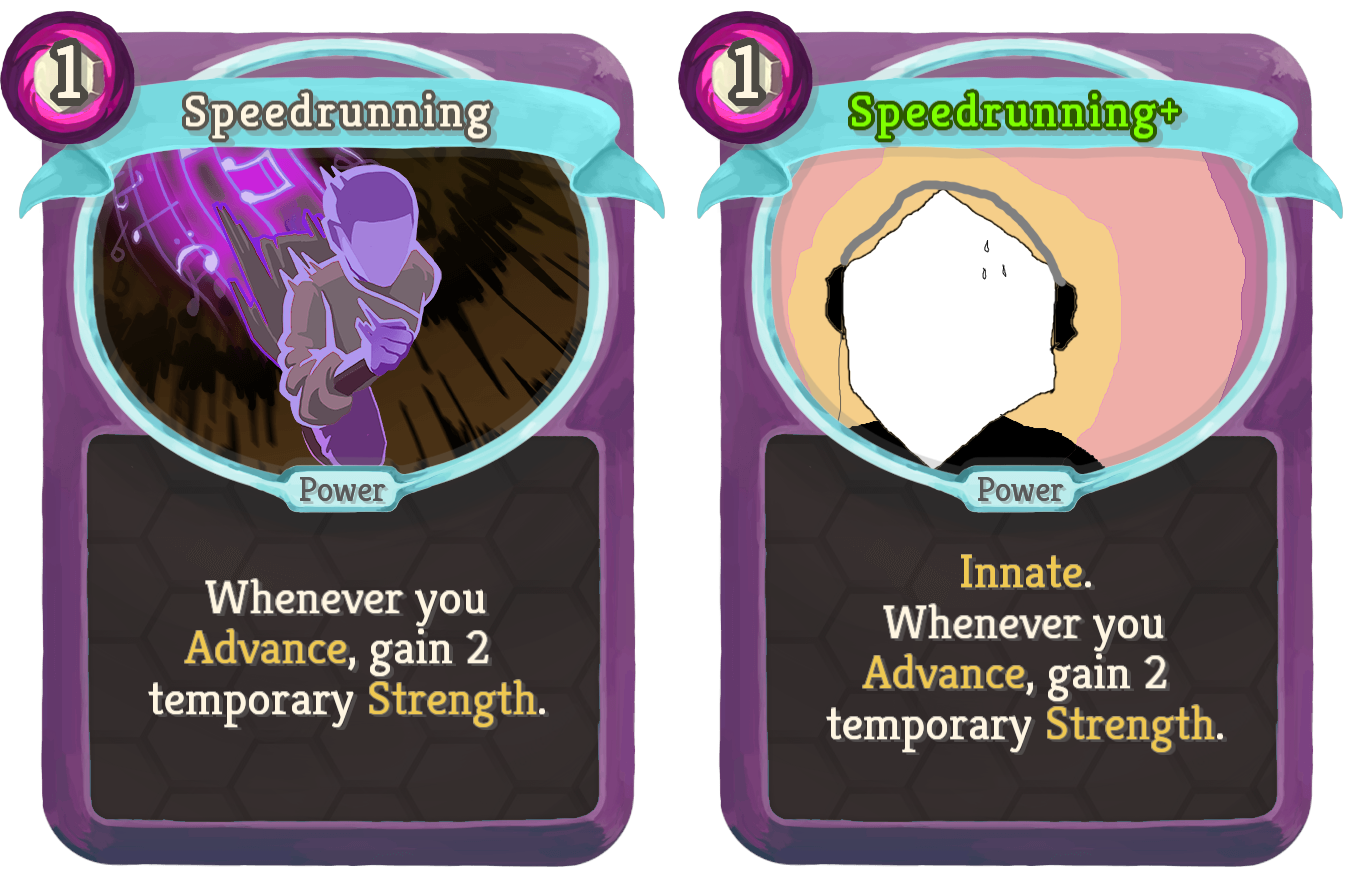 1
Speedrunning
Power
Whenever you
Advance, gain 2
temporary Strength.
1
Speedrunning+
Power
Innate.
Whenever you
Advance, gain 2
temporary Strength.